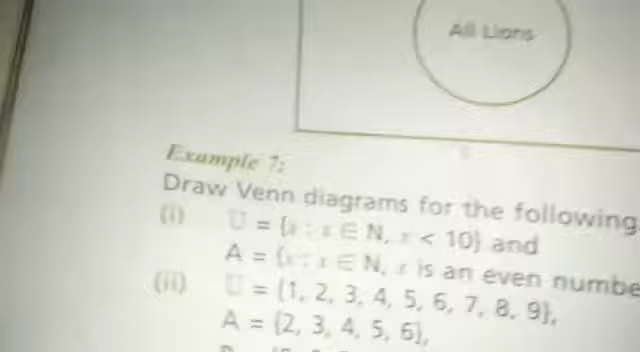 All Lions
Example 7:
Draw Venn diagrams for the following
(i) U = {x : x ∈ N, x < 10} and
A = {x : x ∈ N, x is an even numbe
(ii) U = {1, 2, 3, 4, 5, 6, 7, 8, 9},
A = {2, 3, 4, 5, 6},